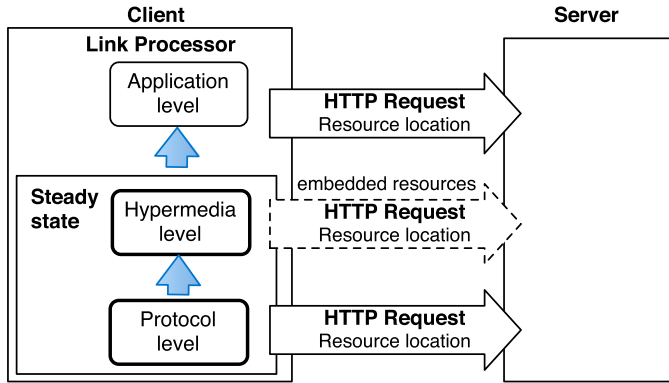 Client
Server
Link Processor
Application
level
HTTP Request
Resource location
Steady
state
Hypermedia
level
embedded resources
HTTP Request
Resource location
Protocol
level
HTTP Request
Resource location